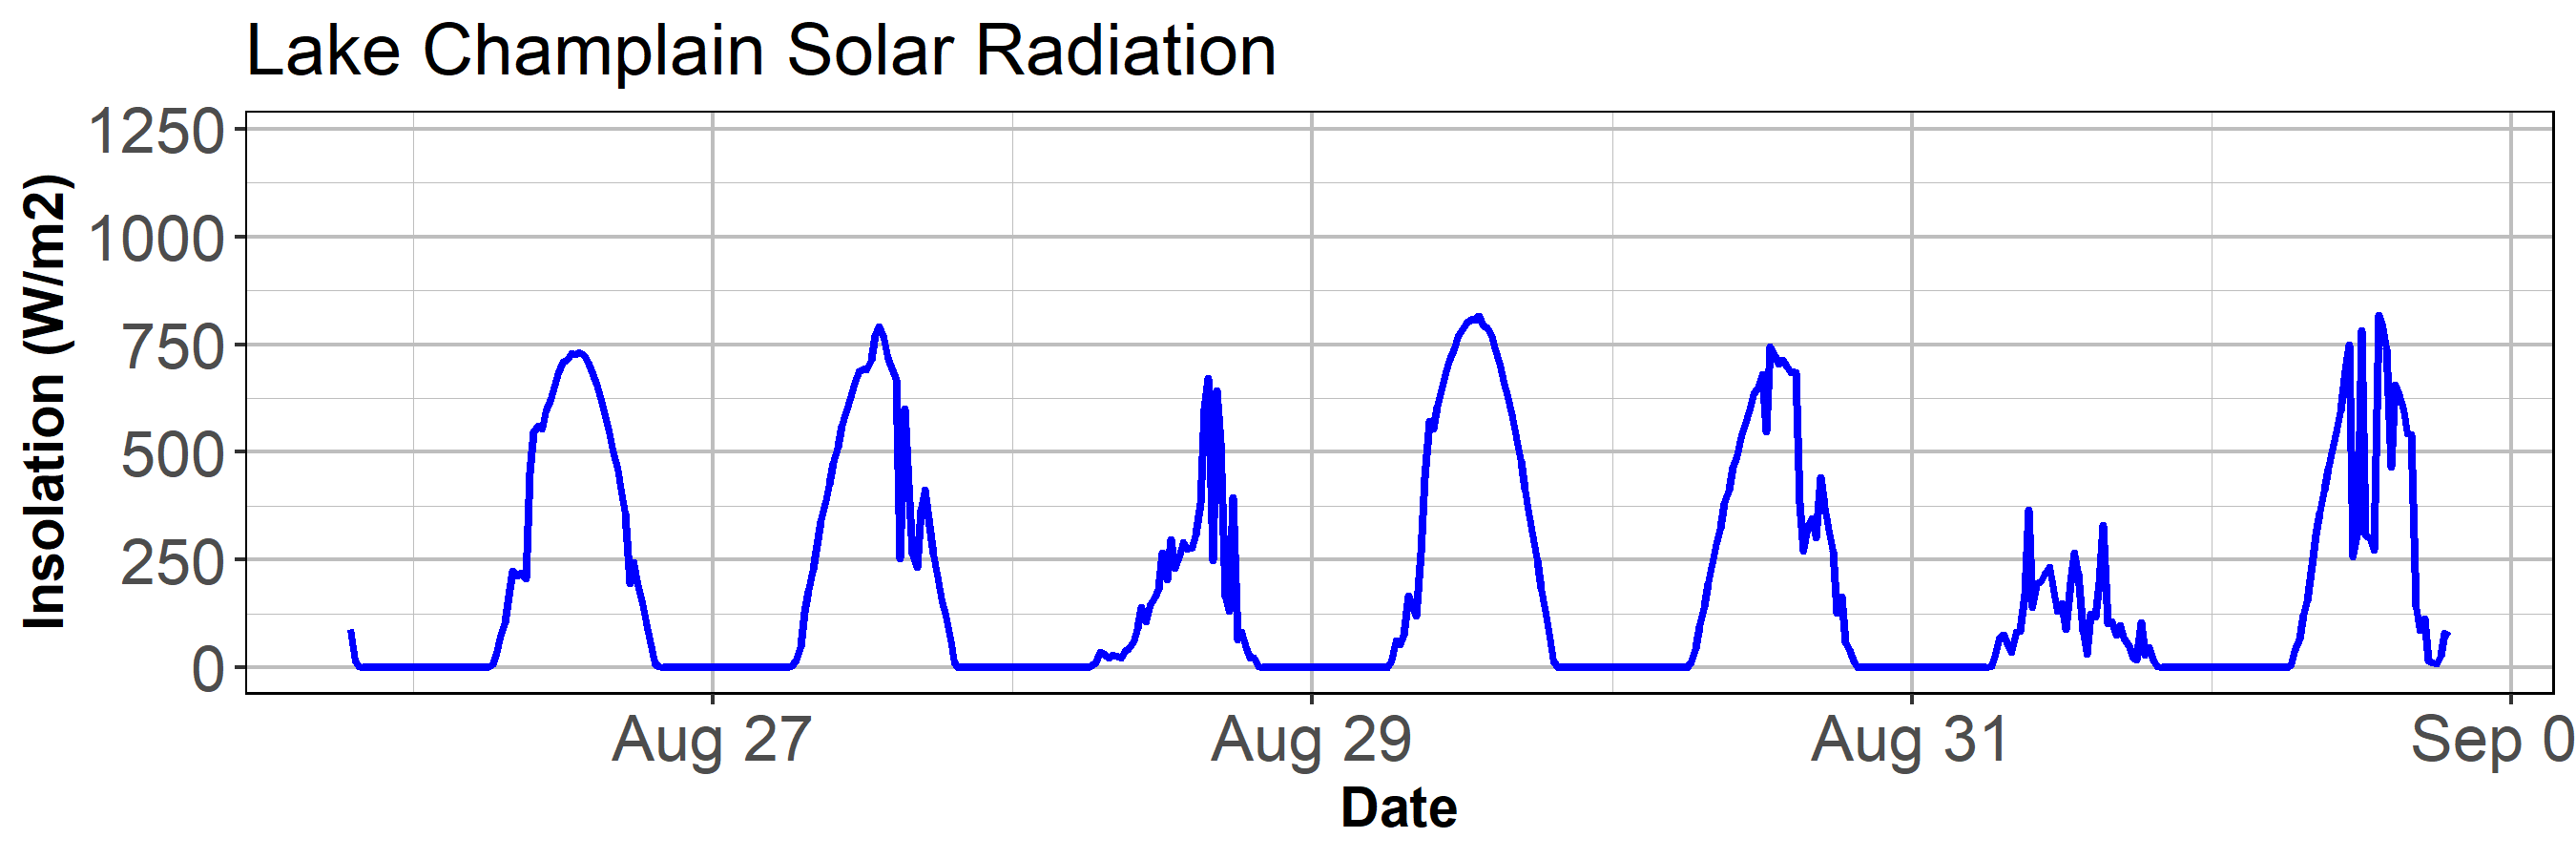 Lake Champlain Solar Radiation
1250
1000
750
500
250
0
Insolation (W/m2)
Aug 27 Aug 29 Aug 31 Sep 0
Date